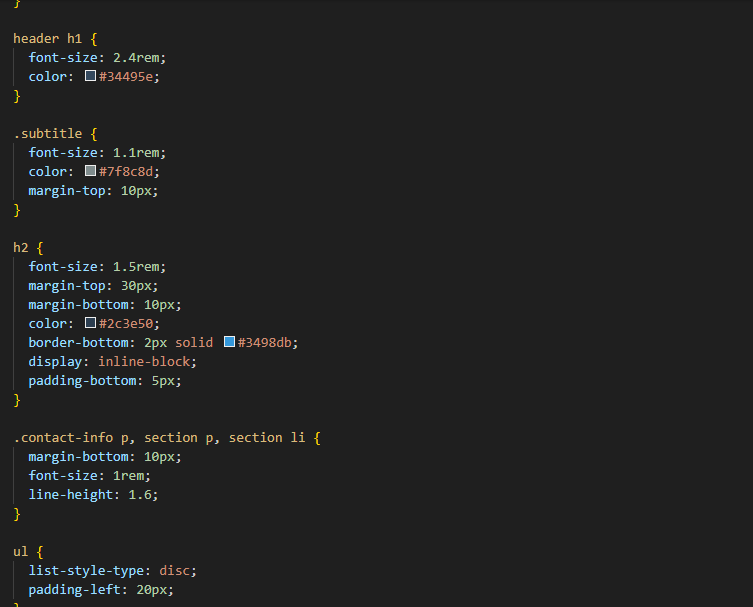 }
header h1 {
  font-size: 2.4rem;
  color: #34495e;
}
.subtitle {
  font-size: 1.1rem;
  color: #7f8c8d;
  margin-top: 10px;
}
h2 {
  font-size: 1.5rem;
  margin-top: 30px;
  margin-bottom: 10px;
  color: #2c3e50;
  border-bottom: 2px solid #3498db;
  display: inline-block;
  padding-bottom: 5px;
}
.contact-info p, section p, section li {
  margin-bottom: 10px;
  font-size: 1rem;
  line-height: 1.6;
}
ul {
  list-style-type: disc;
  padding-left: 20px;
}